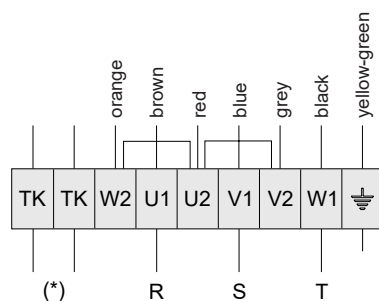 orange
brown
red
blue
grey
black
yellow-green
TK TK W2 U1 U2 V1 V2 W1
(*) R S T